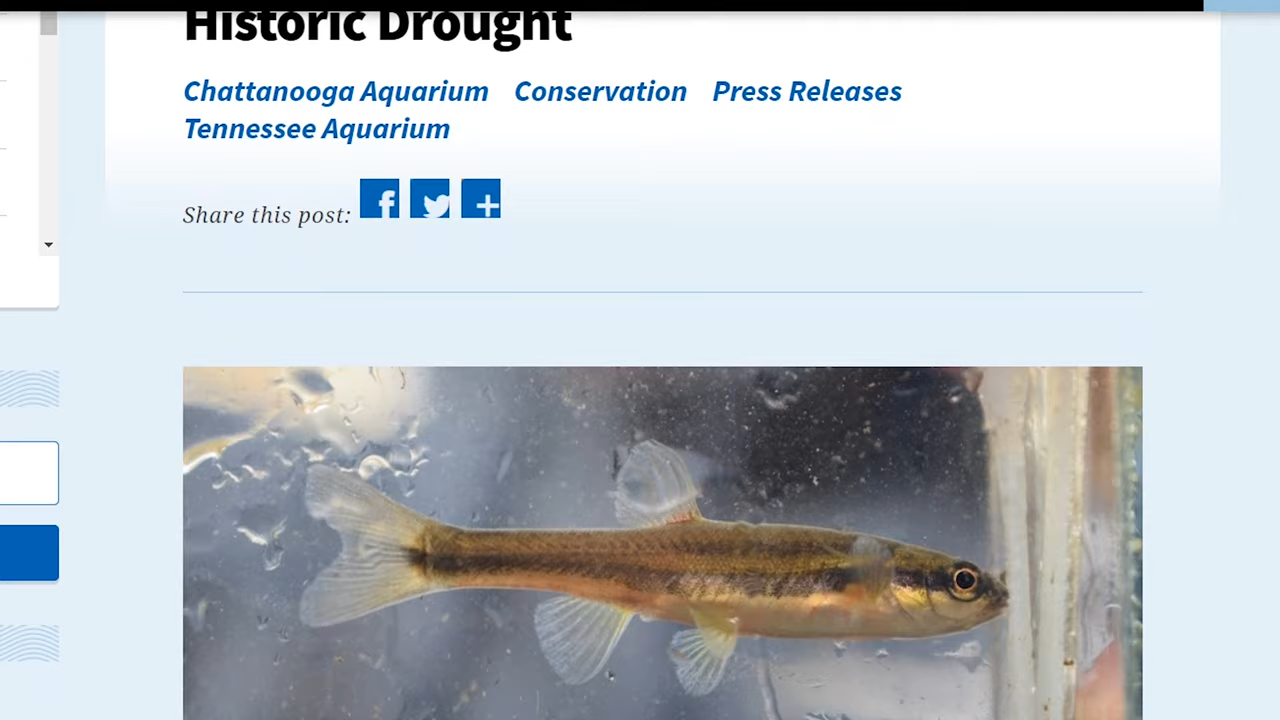 Historic Drought
Chattanooga Aquarium Conservation Press Releases
Tennessee Aquarium
Share this post: